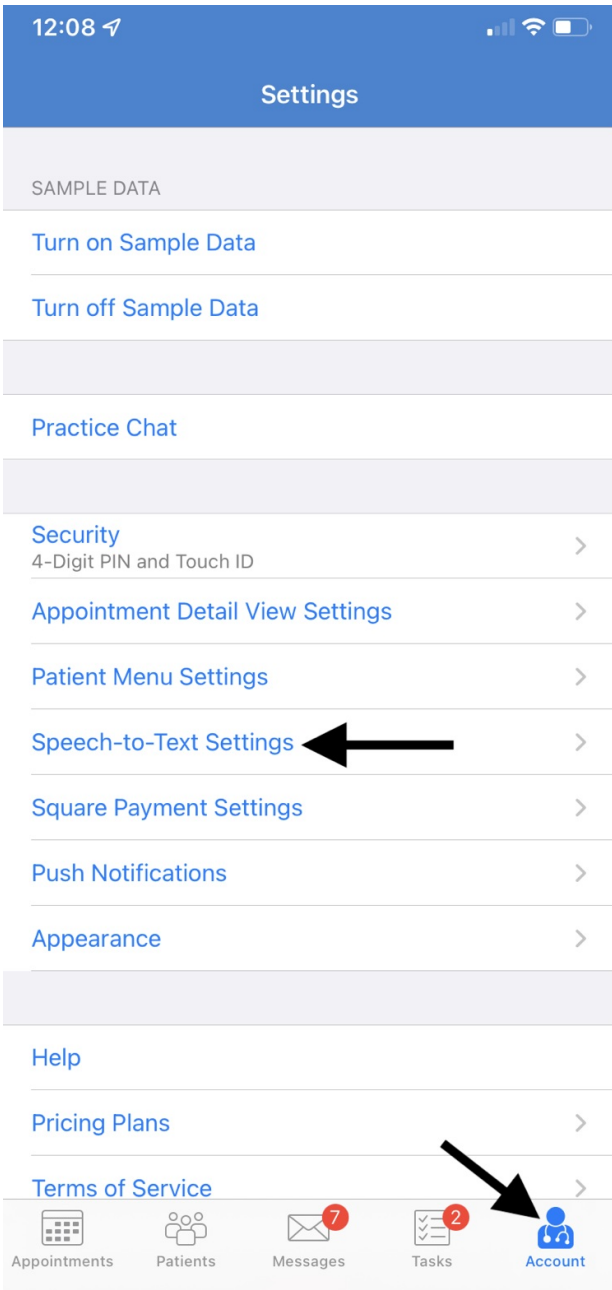 12:08
Settings
SAMPLE DATA
Turn on Sample Data
Turn off Sample Data
Practice Chat
Security
4-Digit PIN and Touch ID
Appointment Detail View Settings
Patient Menu Settings
Speech-to-Text Settings
Square Payment Settings
Push Notifications
Appearance
Help
Pricing Plans
Terms of Service
7
2
Appointments
Patients
Messages
Tasks
Account